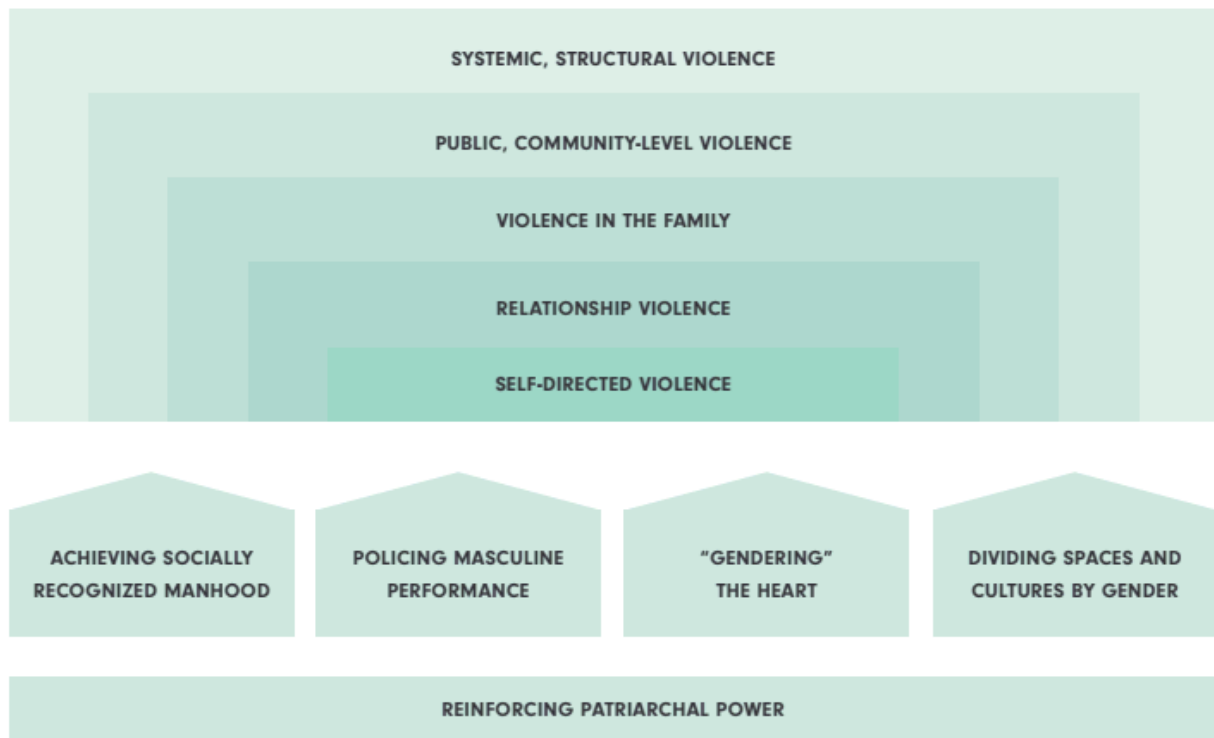 SYSTEMIC, STRUCTURAL VIOLENCE
PUBLIC, COMMUNITY-LEVEL VIOLENCE
VIOLENCE IN THE FAMILY
RELATIONSHIP VIOLENCE
SELF-DIRECTED VIOLENCE
ACHIEVING SOCIALLY
RECOGNIZED MANHOOD
POLICING MASCULINE
PERFORMANCE
“GENDERING”
THE HEART
DIVIDING SPACES AND
CULTURES BY GENDER
REINFORCING PATRIARCHAL POWER